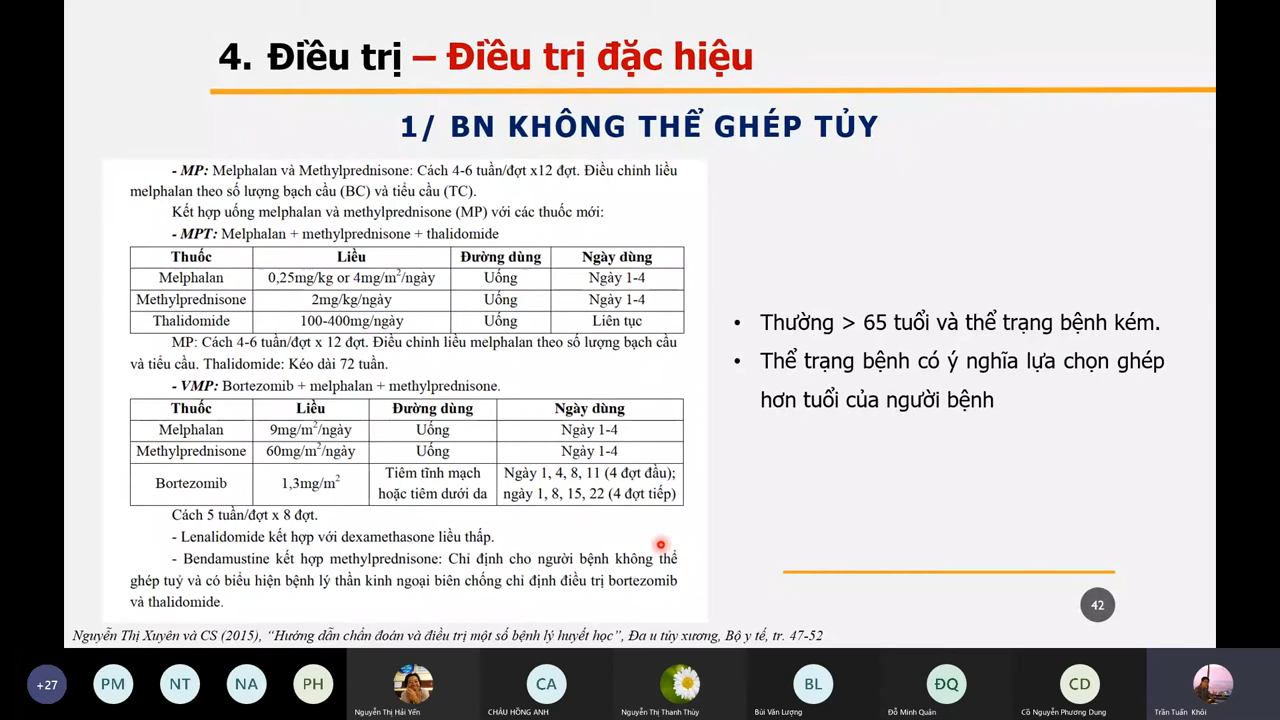 4. Điều trị – Điều trị đặc hiệu
1/ BN KHÔNG THỂ GHÉP TỦY
- MP: Melphalan và Methylprednisone: Cách 4-6 tuần/đợt x12 đợt. Điều chỉnh liều
melphalan theo số lượng bạch cầu (BC) và tiểu cầu (TC).
Kết hợp uống melphalan và methylprednisone (MP) với các thuốc mới:
- MPT: Melphalan + methylprednisone + thalidomide
Thuốc Liều Đường dùng Ngày dùng
Melphalan 0,25mg/kg or 4mg/m²/ngày Uống Ngày 1-4
Methylprednisone 2mg/kg/ngày Uống Ngày 1-4
Thalidomide 100-400mg/ngày Uống Liên tục
MP: Cách 4-6 tuần/đợt x 12 đợt. Điều chỉnh liều melphalan theo số lượng bạch cầu
và tiểu cầu. Thalidomide: Kéo dài 72 tuần.
- VMP: Bortezomib + melphalan + methylprednisone.
Thuốc Liều Đường dùng Ngày dùng
Melphalan 9mg/m²/ngày Uống Ngày 1-4
Methylprednisone 60mg/m²/ngày Uống Ngày 1-4
Bortezomib 1,3mg/m² Tiêm tĩnh mạch Ngày 1, 4, 8, 11 (4 đợt đầu);
hoặc tiêm dưới da ngày 1, 8, 15, 22 (4 đợt tiếp)
Cách 5 tuần/đợt x 8 đợt.
- Lenalidomide kết hợp với dexamethasone liều thấp.
- Bendamustine kết hợp methylprednisone: Chỉ định cho người bệnh không thể
ghép tuỷ và có biểu hiện bệnh lý thần kinh ngoại biên chống chỉ định điều trị bortezomib
và thalidomide.
• Thường > 65 tuổi và thể trạng bệnh kém.
• Thể trạng bệnh có ý nghĩa lựa chọn ghép
hơn tuổi của người bệnh
42
Nguyễn Thị Xuyên và CS (2015), “Hướng dẫn chẩn đoán và điều trị một số bệnh lý huyết học”, Đa u tủy xương, Bộ y tế, tr. 47-52
+27 PM NT NA PH CA BL ĐQ CD
Nguyễn Thị Hải Yến CHÂU HỒNG ANH Nguyễn Thị Thanh Thủy Bùi Văn Lượng Đỗ Minh Quân Cô Nguyễn Phương Dung Trần Tuấn Khôi